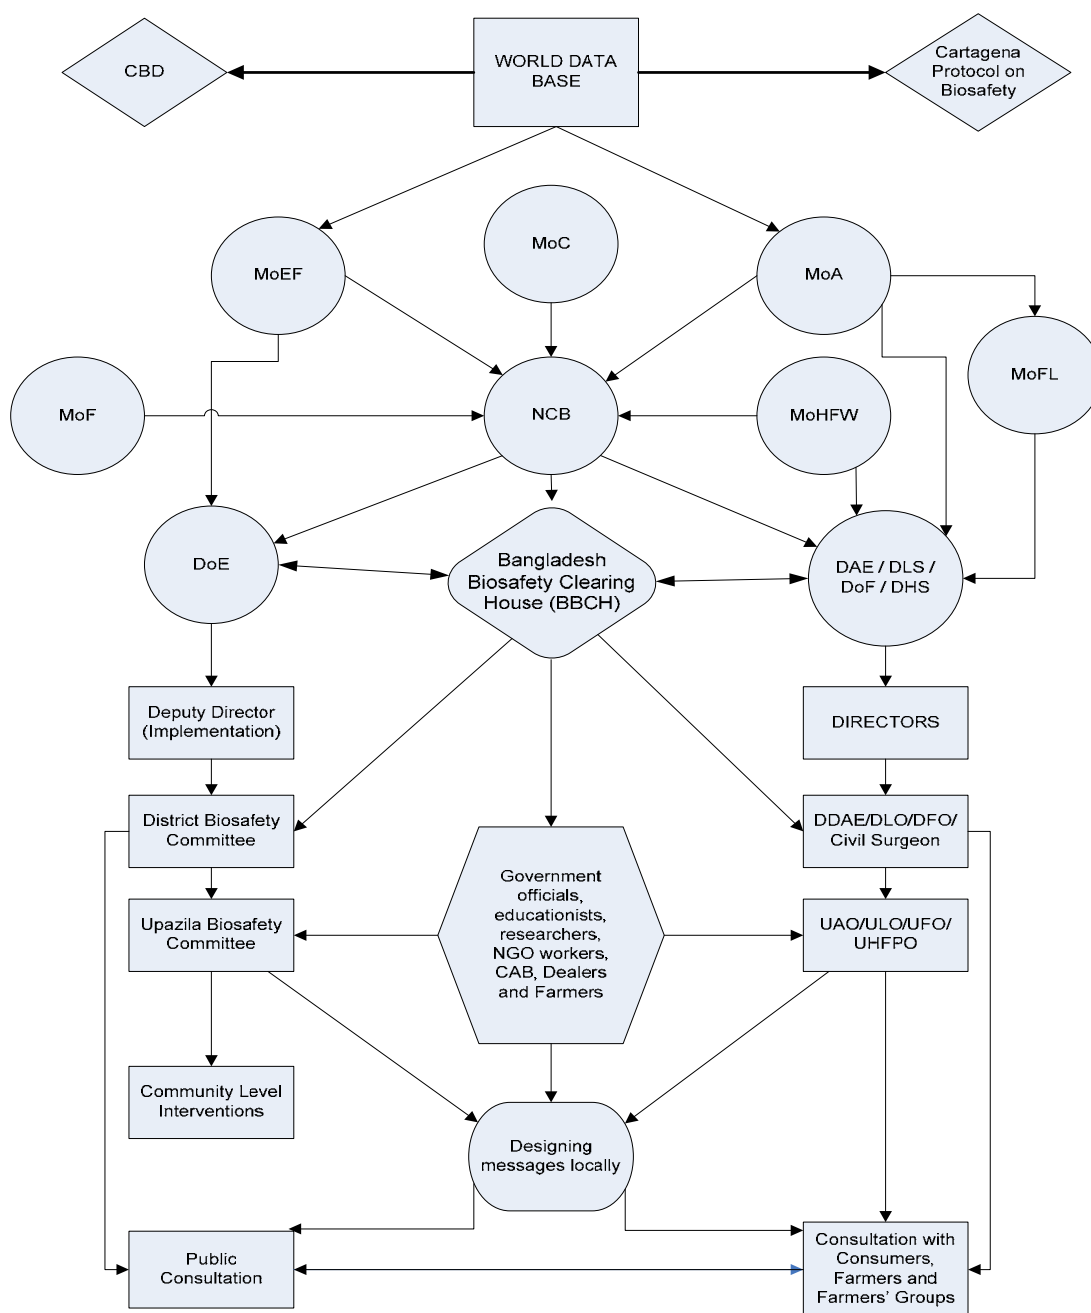 CBD
WORLD DATA
BASE
Cartagena
Protocol on
Biosafety
MoEF
MoC
MoA
MoF
NCB
MoHFW
MoFL
DoE
Bangladesh
Biosafety Clearing
House (BBCH)
DAE / DLS /
DoF / DHS
Deputy Director
(Implementation)
DIRECTORS
District Biosafety
Committee
DDAE/DLO/DFO/
Civil Surgeon
Government
officials,
educationists,
researchers,
NGO workers,
CAB, Dealers
and Farmers
Upazila Biosafety
Committee
UAO/ULO/UFO/
UHFPO
Community Level
Interventions
Designing
messages locally
Public
Consultation
Consultation with
Consumers,
Farmers and
Farmers' Groups